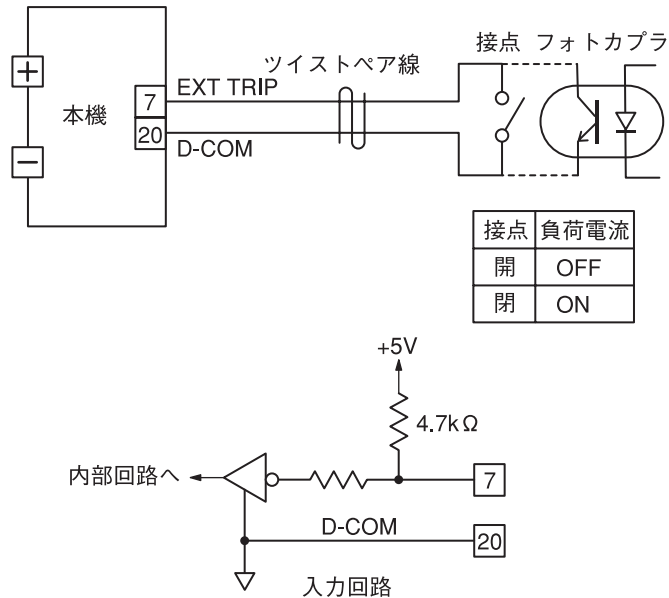 ツイストペア線
接点 フォトカプラ
+
本機
−
7
20
EXT TRIP
D-COM
接点 負荷電流
開 OFF
閉 ON
+5V
4.7kΩ
内部回路へ
7
D-COM
20
入力回路